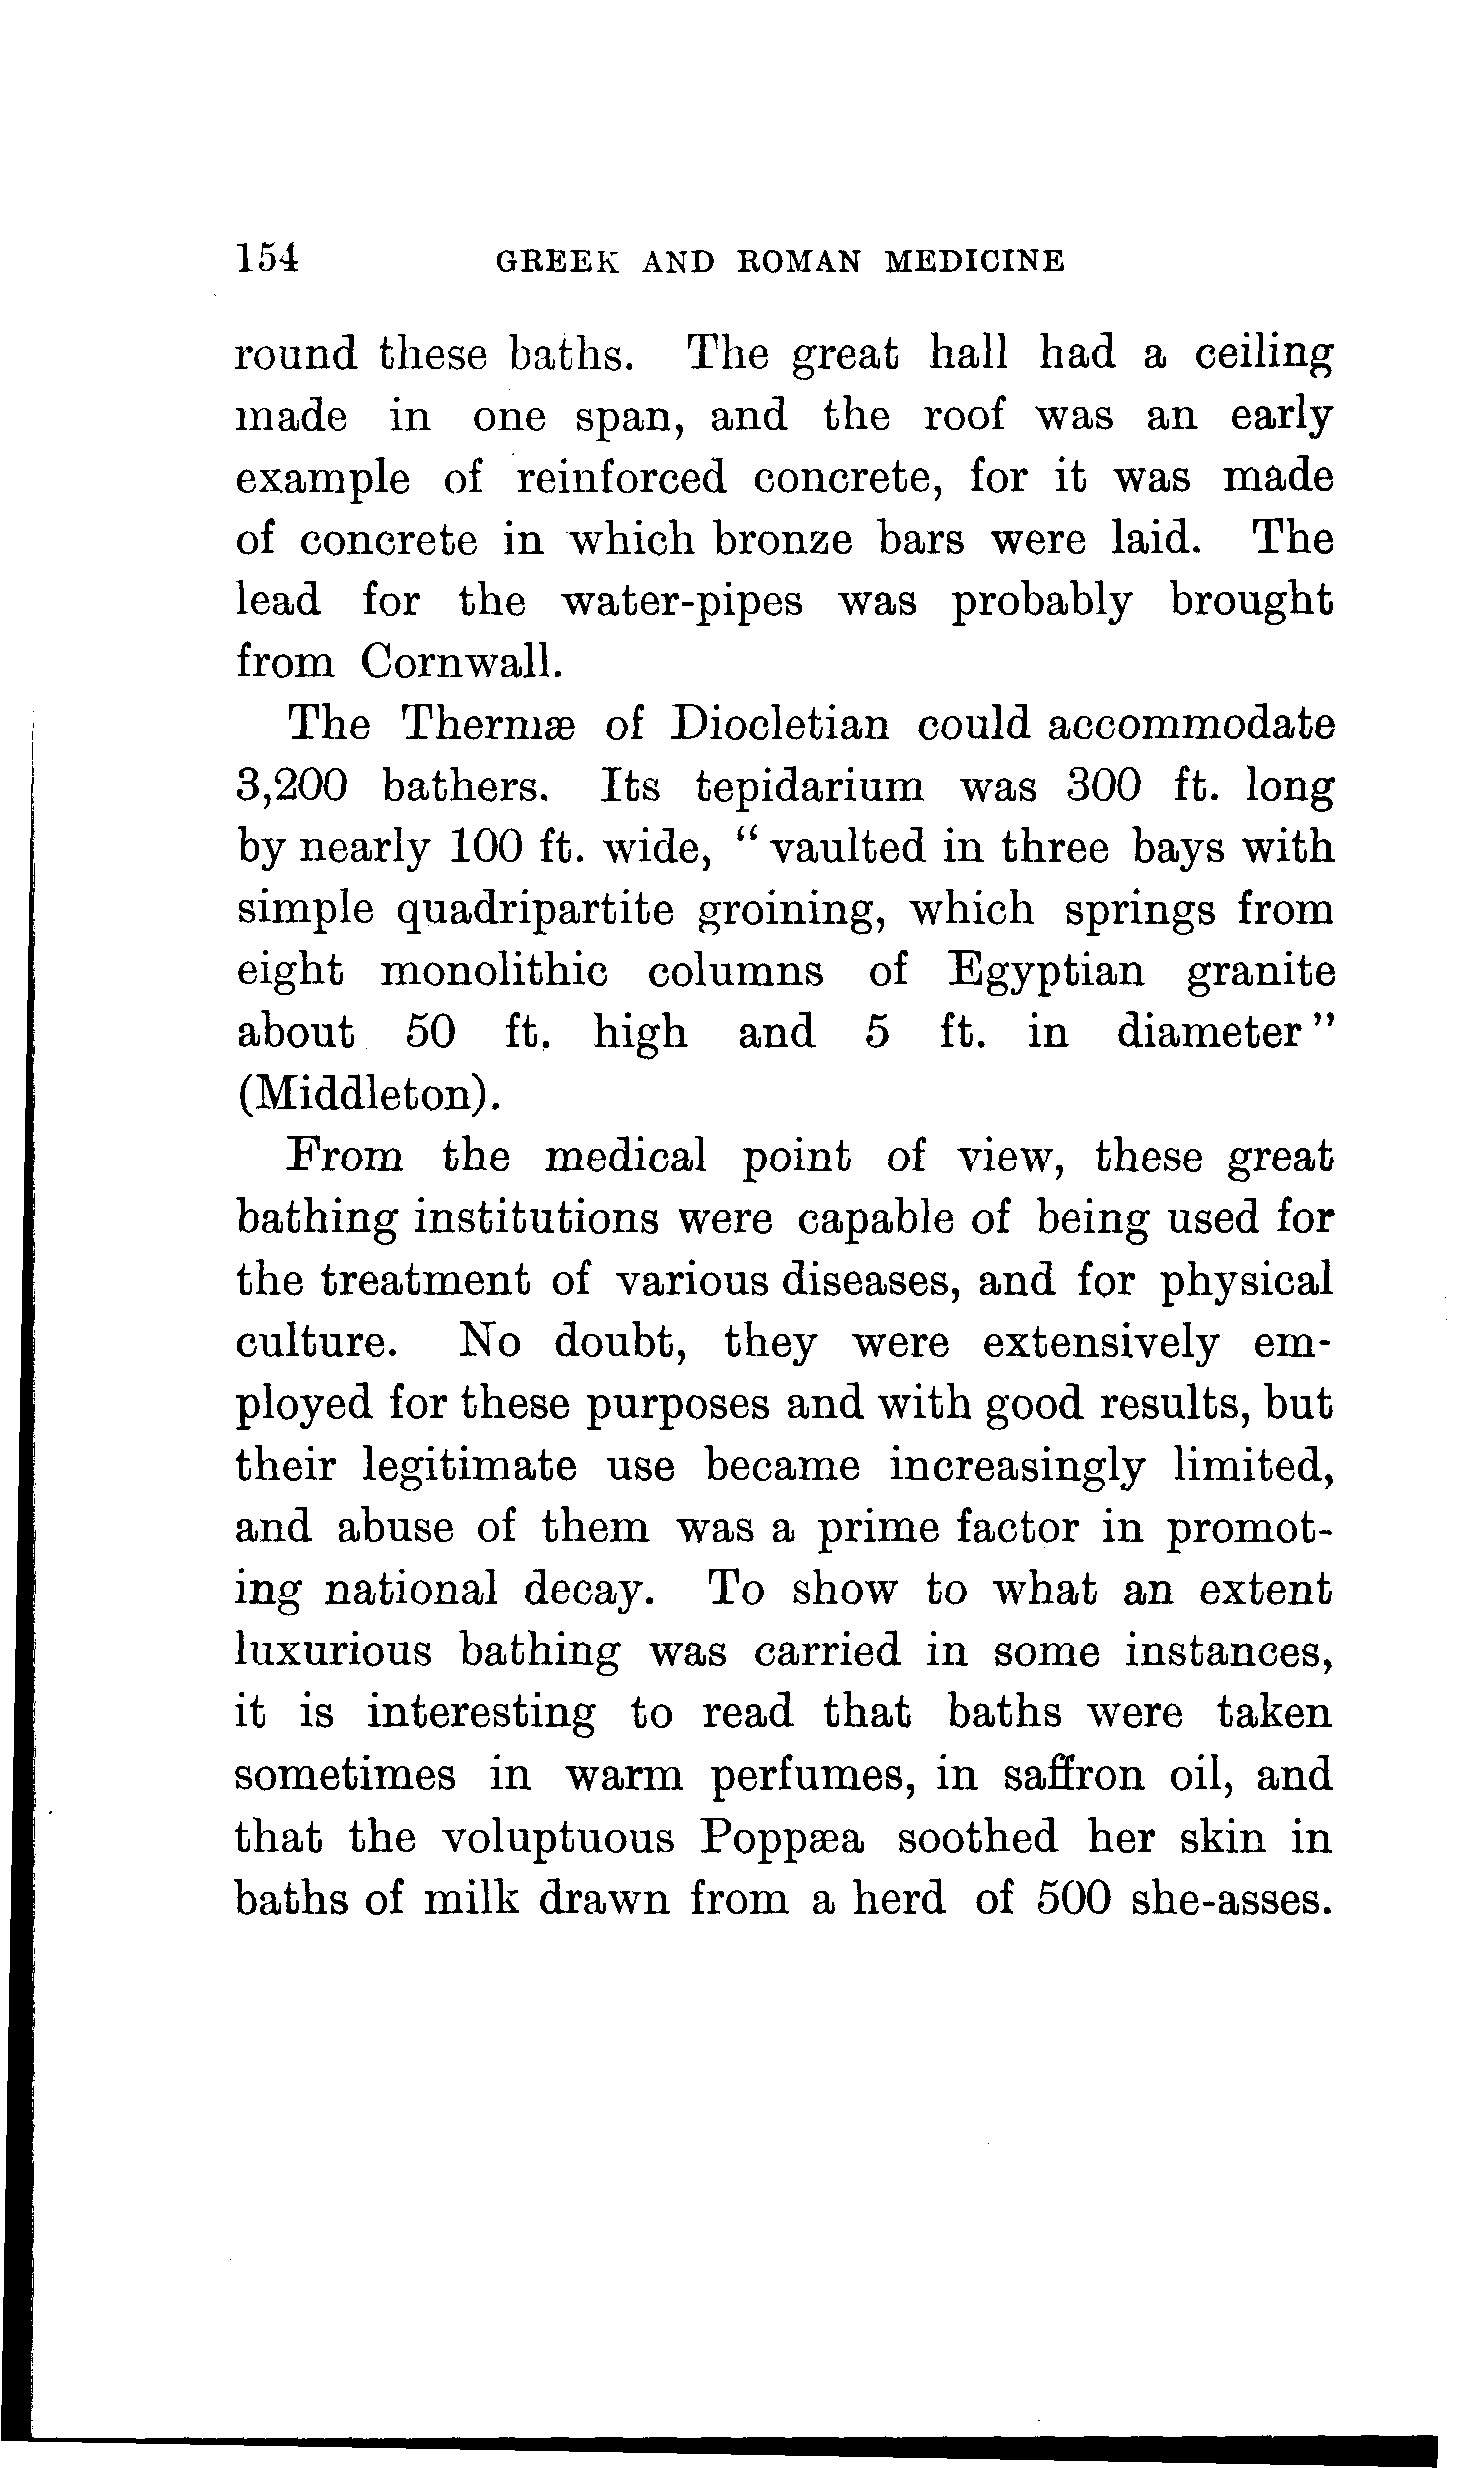 154 GREEK AND ROMAN MEDICINE
round these baths. The great hall had a ceiling
made in one span, and the roof was an early
example of reinforced concrete, for it was made
of concrete in which bronze bars were laid. The
lead for the water-pipes was probably brought
from Cornwall.
The Thermæ of Diocletian could accommodate
3,200 bathers. Its tepidarium was 300 ft. long
by nearly 100 ft. wide, “ vaulted in three bays with
simple quadripartite groining, which springs from
eight monolithic columns of Egyptian granite
about 50 ft. high and 5 ft. in diameter”
(Middleton).
From the medical point of view, these great
bathing institutions were capable of being used for
the treatment of various diseases, and for physical
culture. No doubt, they were extensively em-
ployed for these purposes and with good results, but
their legitimate use became increasingly limited,
and abuse of them was a prime factor in promot-
ing national decay. To show to what an extent
luxurious bathing was carried in some instances,
it is interesting to read that baths were taken
sometimes in warm perfumes, in saffron oil, and
that the voluptuous Poppæa soothed her skin in
baths of milk drawn from a herd of 500 she-asses.